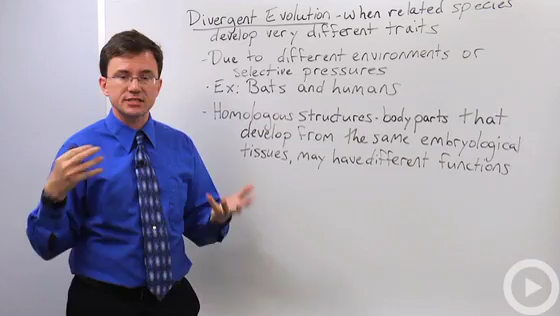 Divergent Evolution - when related species
develop very different traits
- Due to different environments or
selective pressures
• Ex: Bats and humans
- Homologous structures - body parts that
develop from the same embryological
tissues, may have different functions